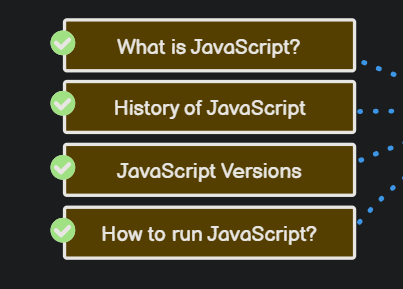 What is JavaScript?
History of JavaScript
JavaScript Versions
How to run JavaScript?